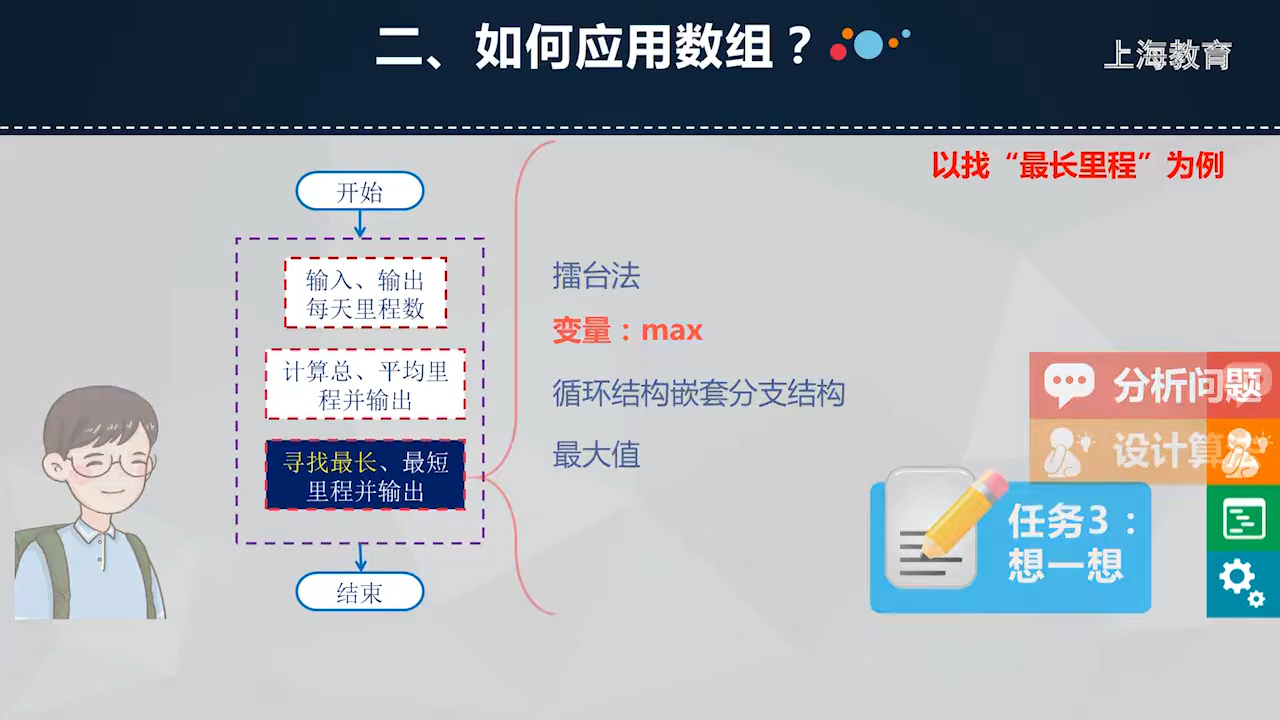 二、如何应用数组？
上海教育
以找“最长里程”为例
开始
输入、输出
每天里程数
计算总、平均里
程并输出
寻找最长、最短
里程并输出
结束
擂台法
变量：max
循环结构嵌套分支结构
最大值
分析问题
设计算
任务3：
想一想